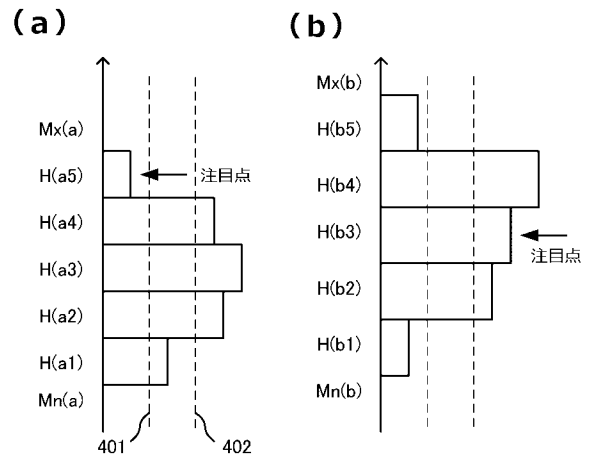 (a)
Mx(a)
H(a5)
注目点
H(a4)
H(a3)
H(a2)
H(a1)
Mn(a)
401
402
(b)
Mx(b)
H(b5)
H(b4)
H(b3)
注目点
H(b2)
H(b1)
Mn(b)